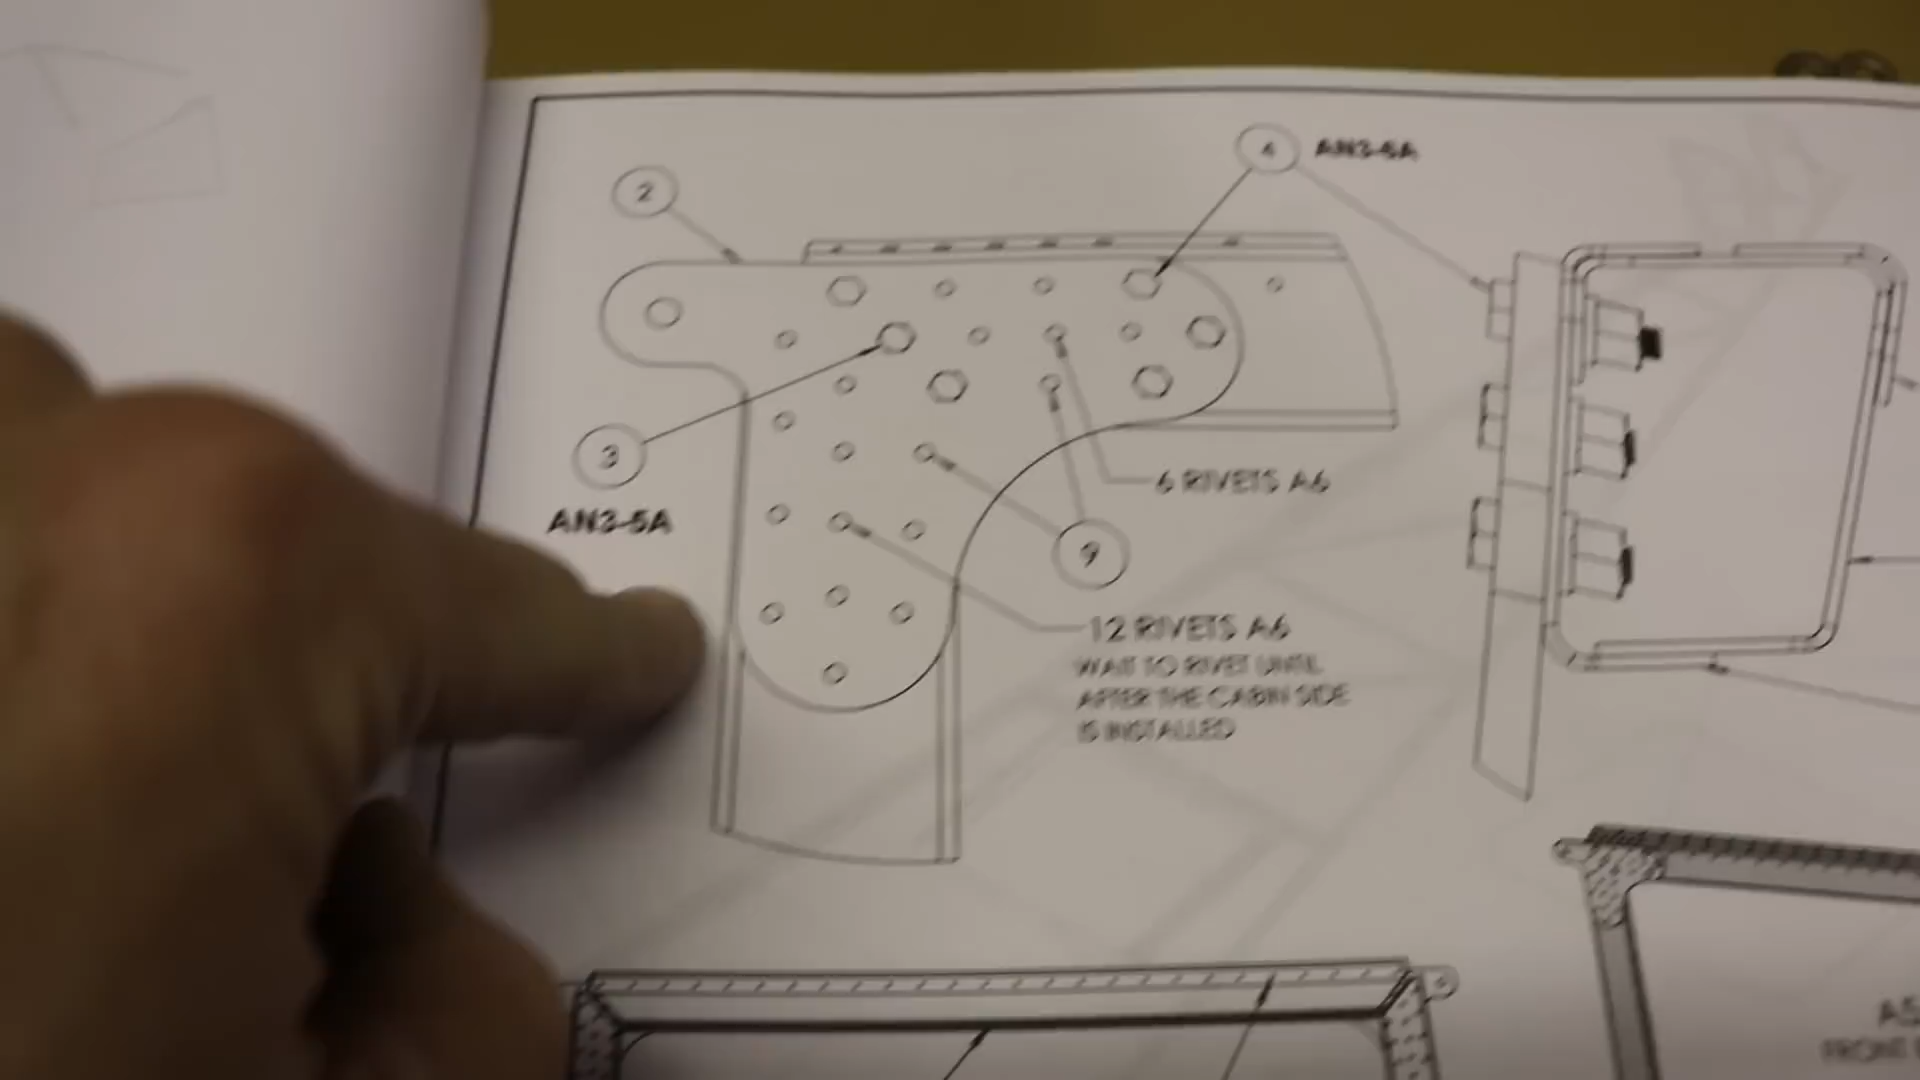 2
4
AN3-6A
3
AN3-5A
6 RIVETS A6
9
12 RIVETS A6
WAIT TO RIVET UNTIL
AFTER THE CABIN SIDE
IS INSTALLED
FRONT